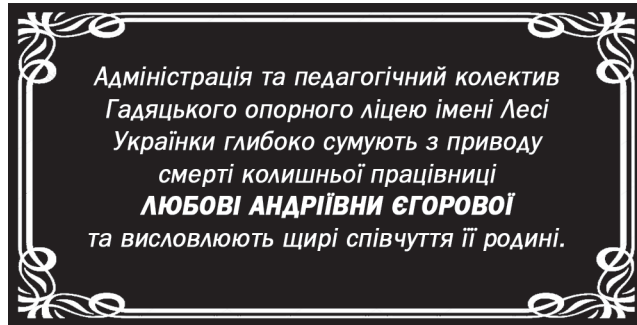 Адміністрація та педагогічний колектив
Гадяцького опорного ліцею імені Лесі
Українки глибоко сумують з приводу
смерті колишньої працівниці
ЛЮБОВІ АНДРІЇВНИ ЄГОРОВОЇ
та висловлюють щирі співчуття її родині.